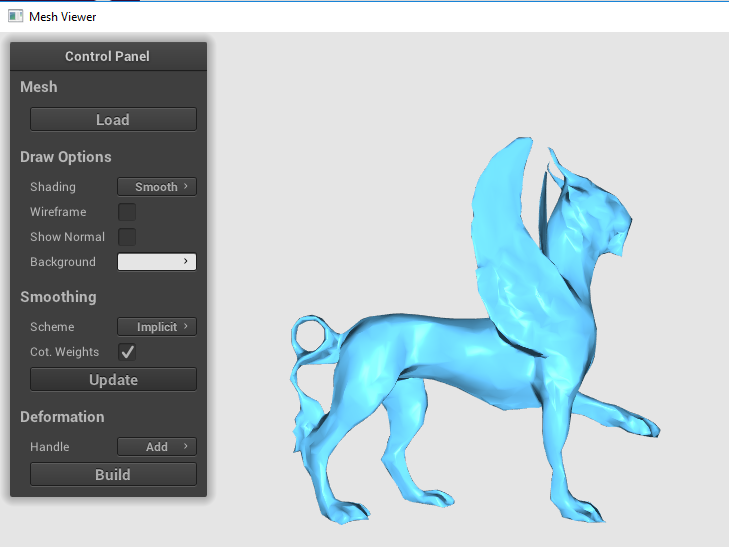 Mesh Viewer
Control Panel
Mesh
Load
Draw Options
Shading Smooth ›
Wireframe
Show Normal
Background ›
Smoothing
Scheme Implicit ›
Cot. Weights ✓
Update
Deformation
Handle Add ›
Build